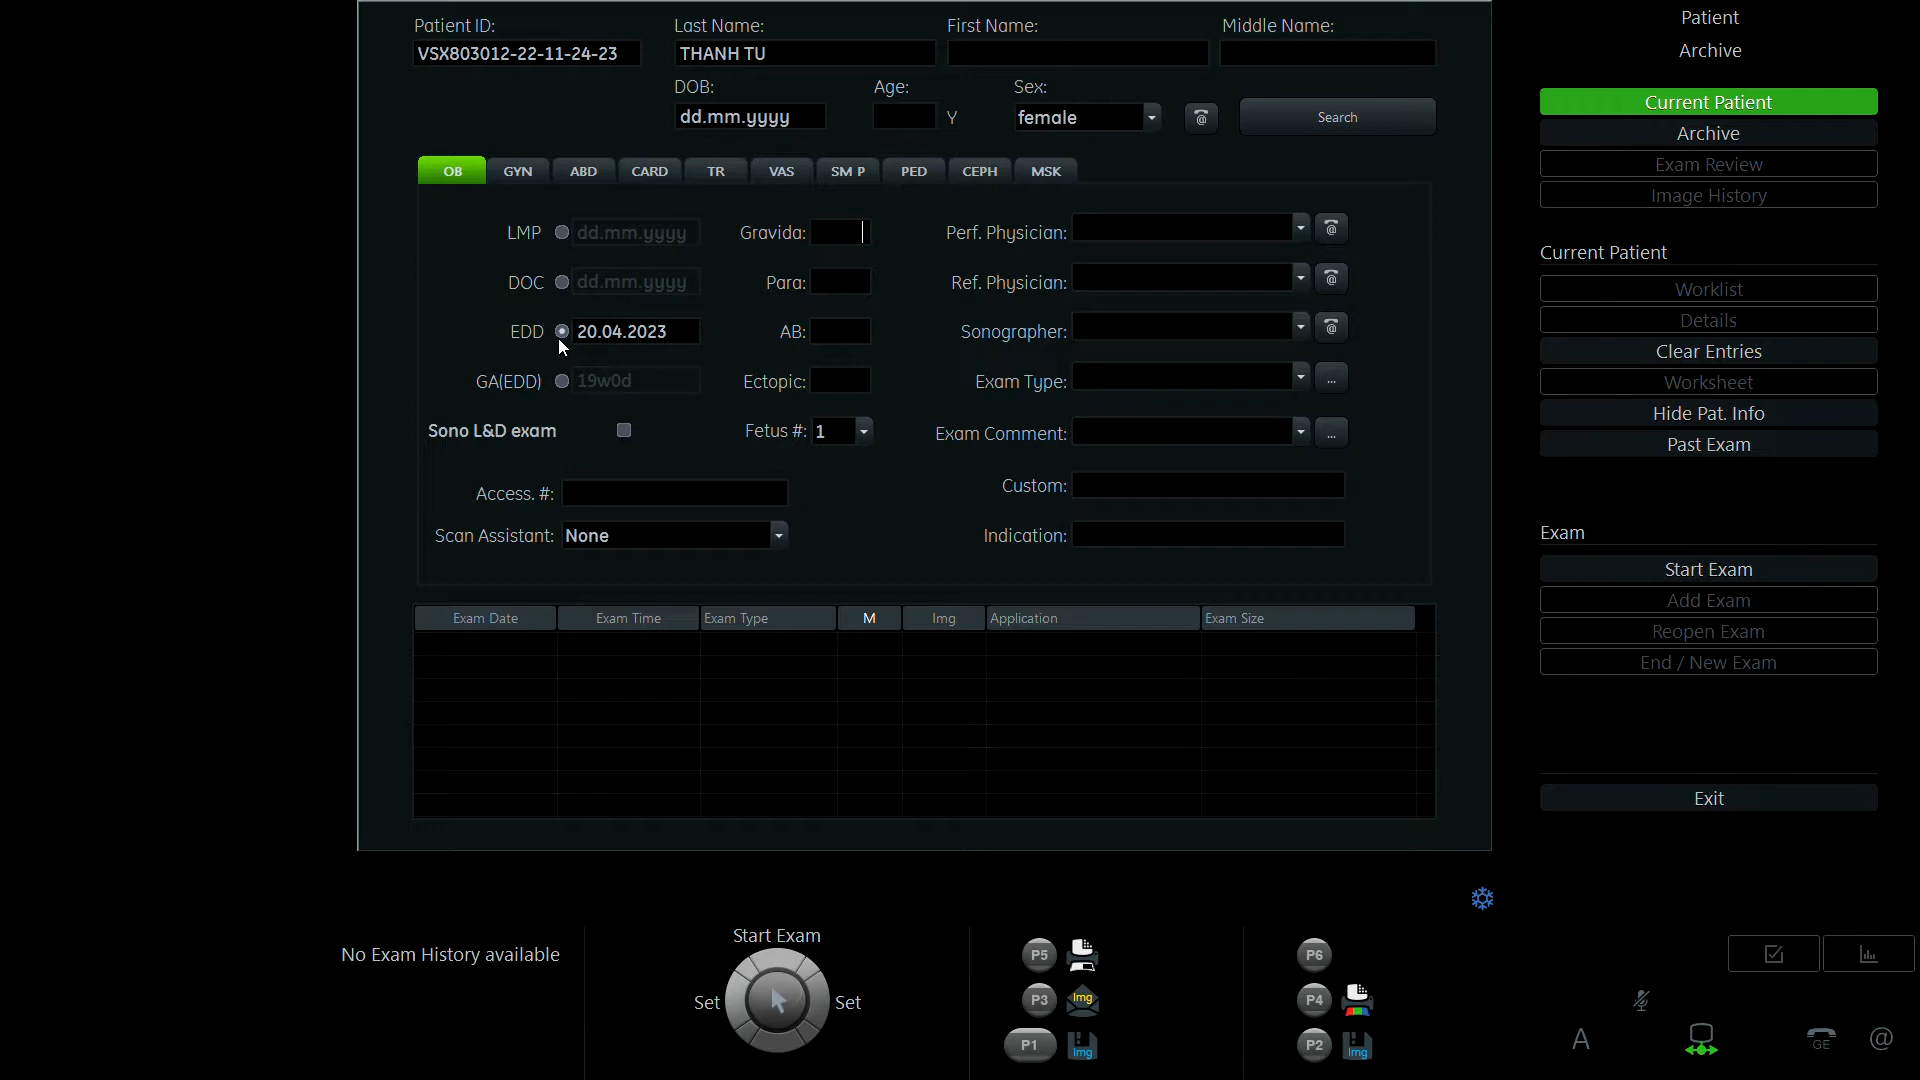 Patient ID: Last Name: First Name: Middle Name:
VSX803012-22-11-24-23 THANH TU
DOB: Age: Sex:
dd.mm.yyyy Y female Search
OB GYN ABD CARD TR VAS SM P PED CEPH MSK
LMP dd.mm.yyyy Gravida: Perf. Physician:
DOC dd.mm.yyyy Para: Ref. Physician:
EDD 20.04.2023 AB: Sonographer:
GA(EDD) 19w0d Ectopic: Exam Type: ...
Sono L&D exam Fetus #: 1 Exam Comment: ...
Custom:
Access. #:
Scan Assistant: None Indication:
Exam Date Exam Time Exam Type M Img Application Exam Size
Patient
Archive
Current Patient
Archive
Exam Review
Image History
Current Patient
Worklist
Details
Clear Entries
Worksheet
Hide Pat. Info
Past Exam
Exam
Start Exam
Add Exam
Reopen Exam
End / New Exam
Exit
No Exam History available
Start Exam
Set Set
P5
P3 Img
P1 Img
P6
P4
P2 Img
A GE @